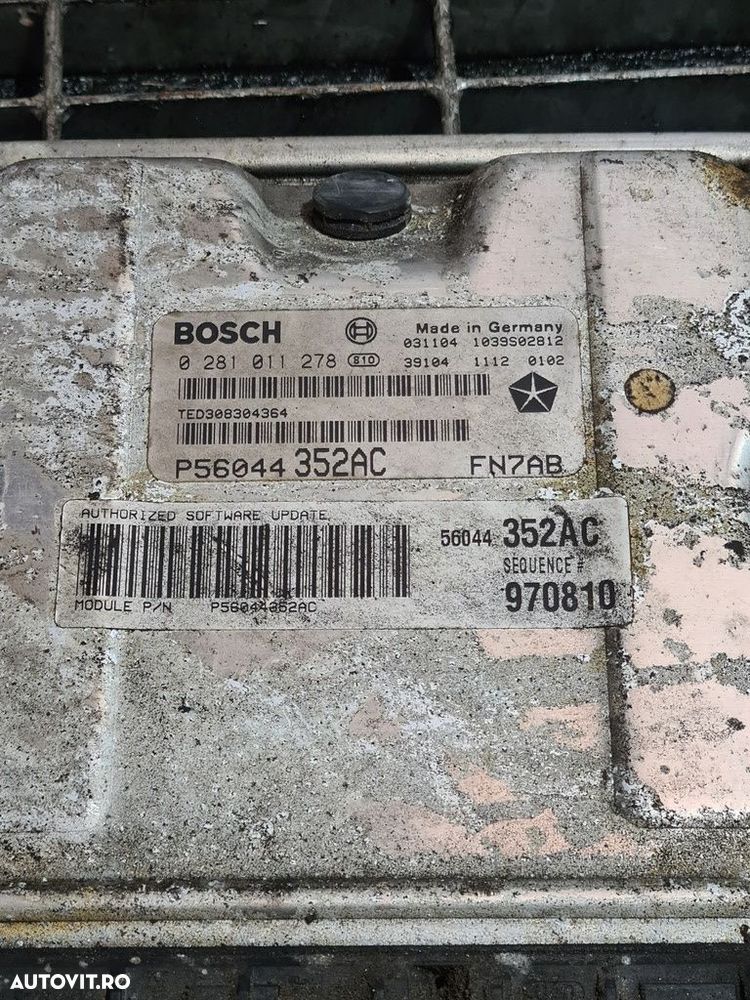 BOSCH
Made in Germany
031104 1039S02812
0 281 011 278 810 39104 1112 0102
TED308304364
P56044 352AC FN7AB
AUTHORIZED SOFTWARE UPDATE
56044 352AC
SEQUENCE #
970810
MODULE P/N P56044352AC
AUTOVIT.RO